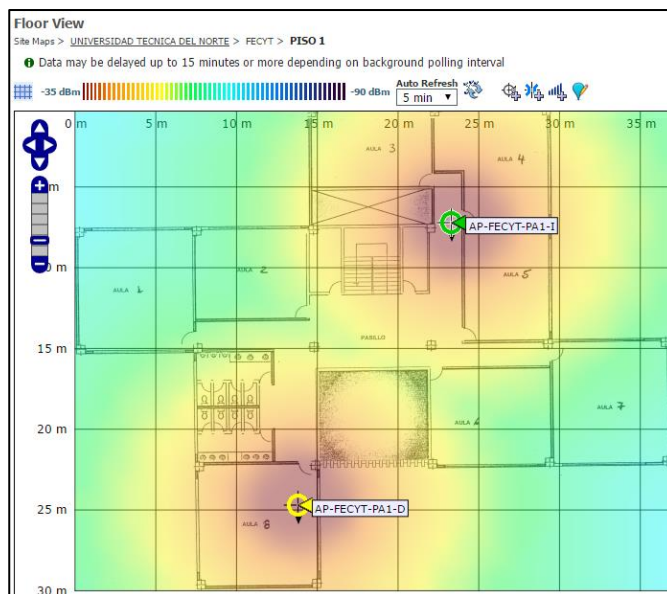 Floor View
Site Maps > UNIVERSIDAD TECNICA DEL NORTE > FECYT > PISO 1
Data may be delayed up to 15 minutes or more depending on background polling interval
-35 dBm -90 dBm Auto Refresh
5 min
0 m 5 m 10 m 15 m 20 m 25 m 30 m 35 m
AULA 3 AULA 4
AP-FECYT-PA1-I
AULA 1 AULA 2 AULA 5
PASILLO
15 m
AULA 6 AULA 7
20 m
AP-FECYT-PA1-D
25 m
AULA 8
30 m